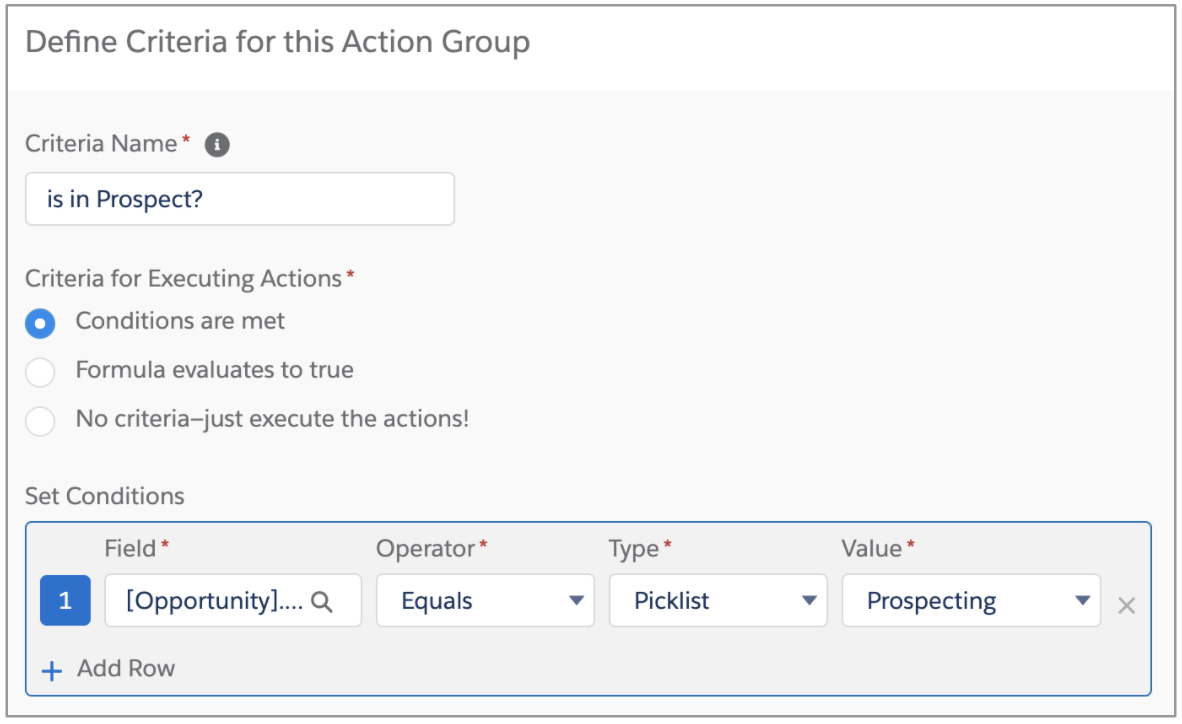 Define Criteria for this Action Group
Criteria Name* i
is in Prospect?
Criteria for Executing Actions*
Conditions are met
Formula evaluates to true
No criteria—just execute the actions!
Set Conditions
Field* Operator* Type* Value*
1 [Opportunity].... Equals Picklist Prospecting
+ Add Row